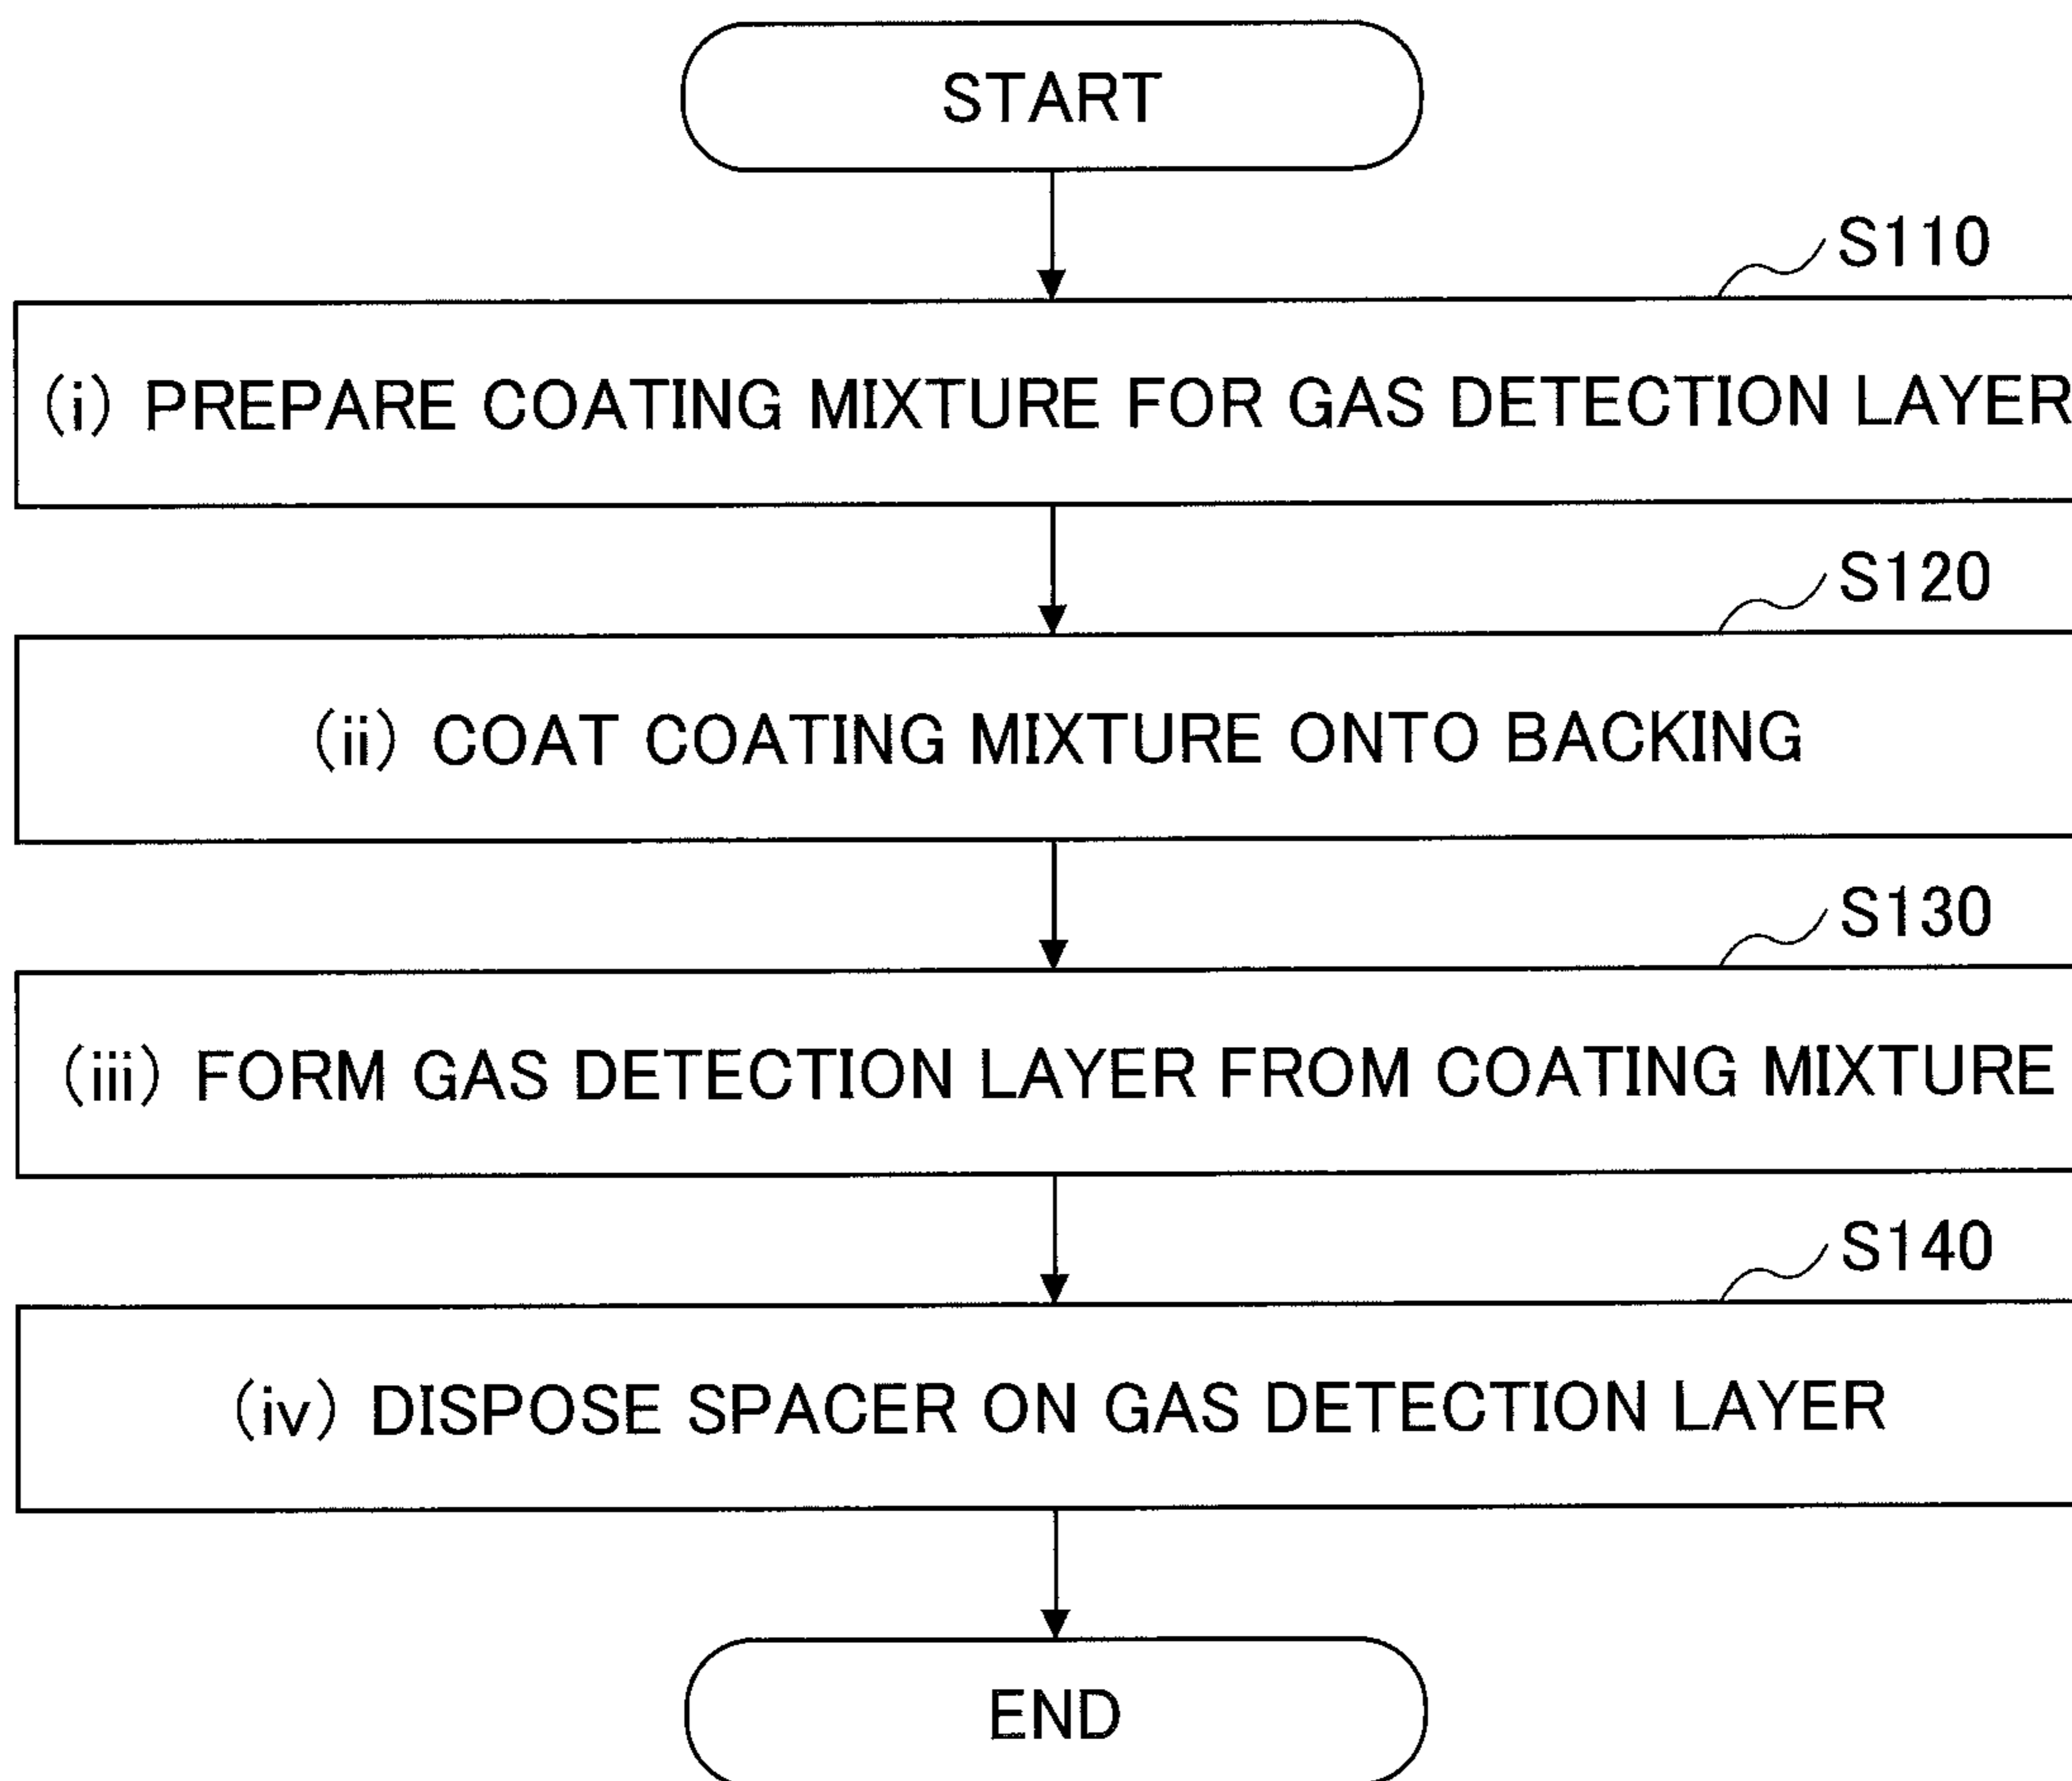 START
S110
(i) PREPARE COATING MIXTURE FOR GAS DETECTION LAYER
S120
(ii) COAT COATING MIXTURE ONTO BACKING
S130
(iii) FORM GAS DETECTION LAYER FROM COATING MIXTURE
S140
(iv) DISPOSE SPACER ON GAS DETECTION LAYER
END